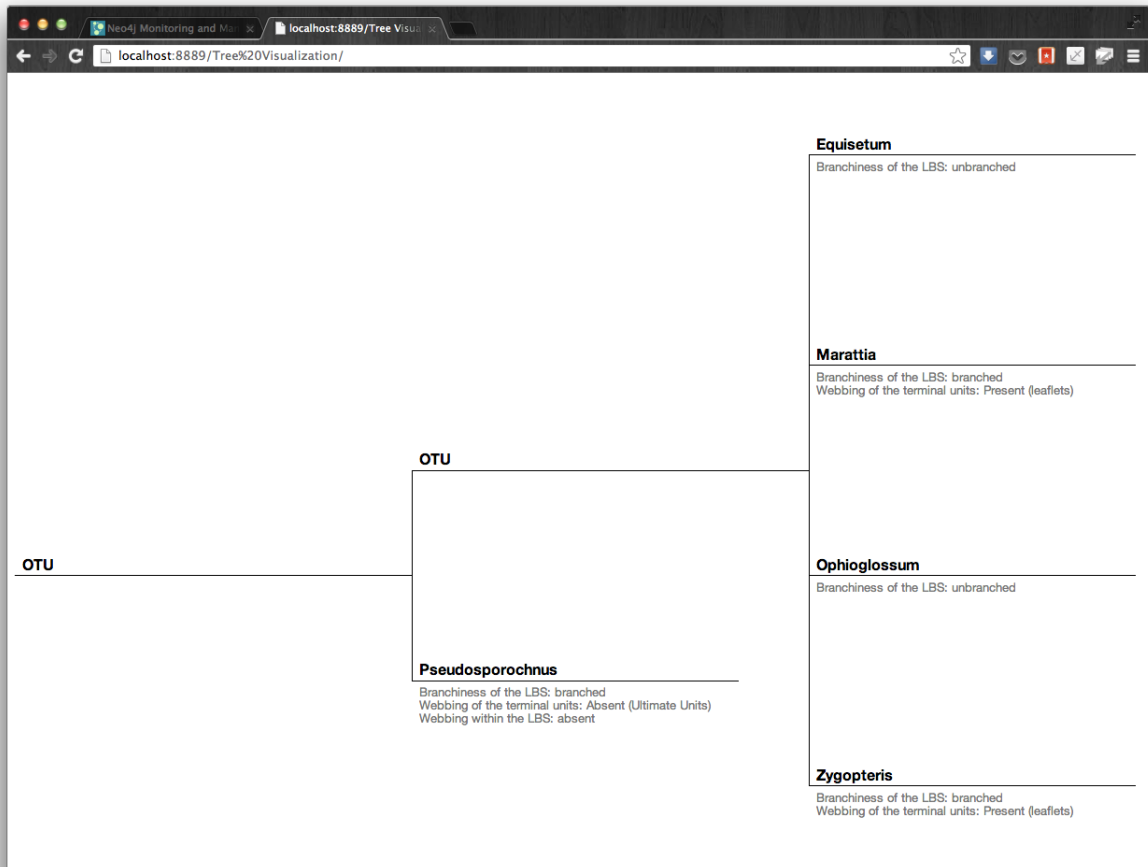 Neo4j Monitoring and Ma
localhost:8889/Tree Visua
localhost:8889/Tree%20Visualization/
Equisetum
Branchiness of the LBS: unbranched
Marattia
Branchiness of the LBS: branched
Webbing of the terminal units: Present (leaflets)
OTU
OTU
Ophioglossum
Branchiness of the LBS: unbranched
Pseudosporochnus
Branchiness of the LBS: branched
Webbing of the terminal units: Absent (Ultimate Units)
Webbing within the LBS: absent
Zygopteris
Branchiness of the LBS: branched
Webbing of the terminal units: Present (leaflets)